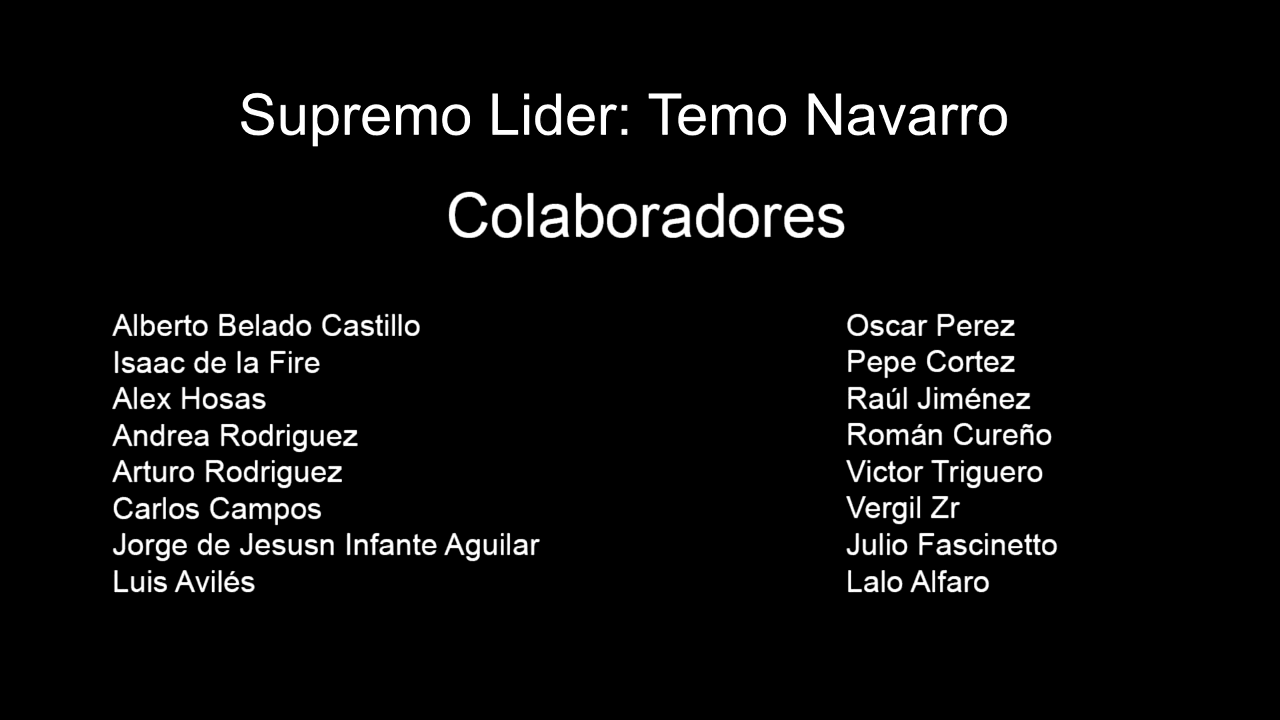 Supremo Lider: Temo Navarro
Colaboradores
Alberto Belado Castillo
Isaac de la Fire
Alex Hosas
Andrea Rodriguez
Arturo Rodriguez
Carlos Campos
Jorge de Jesusn Infante Aguilar
Luis Avilés
Oscar Perez
Pepe Cortez
Raúl Jiménez
Román Cureño
Victor Triguero
Vergil Zr
Julio Fascinetto
Lalo Alfaro